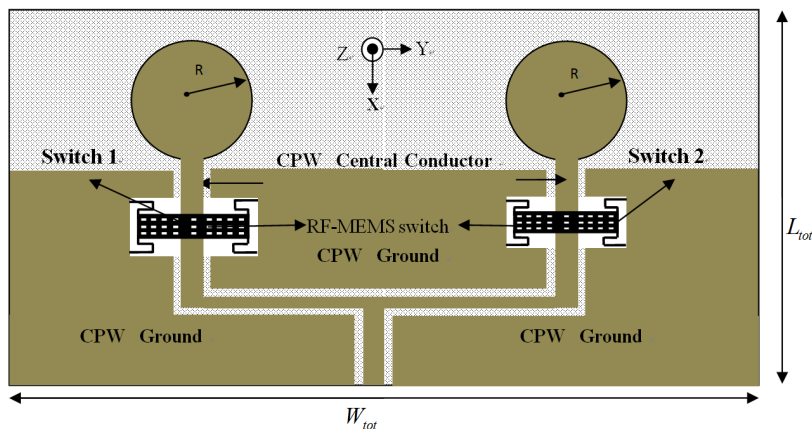 R
R
Z
Y
X
Switch 1
CPW Central Conductor
Switch 2
RF-MEMS switch
CPW Ground
L_tot
CPW Ground
CPW Ground
W_tot